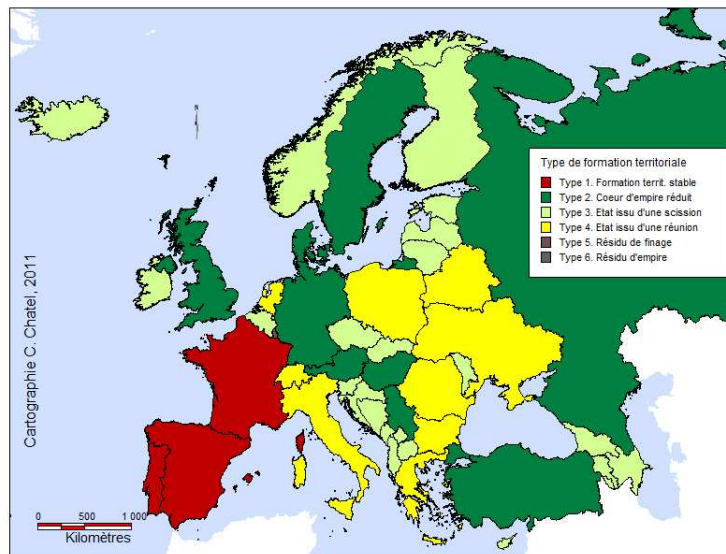 Type de formation territoriale
Type 1. Formation territ. stable
Type 2. Coeur d'empire réduit
Type 3. Etat issu d'une scission
Type 4. Etat issu d'une réunion
Type 5. Résidu de finage
Type 6. Résidu d'empire
Cartographie C. Chatel, 2011
0 500 1 000
Kilomètres